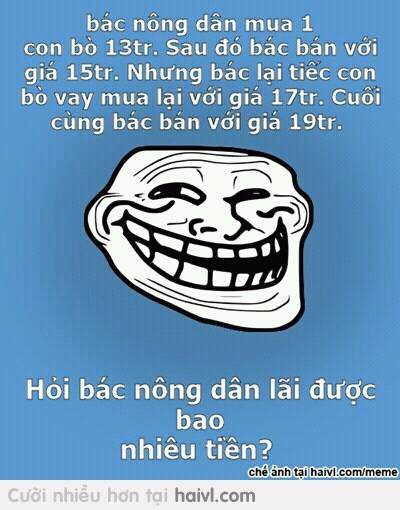 bác nông dân mua 1
con bò 13tr. Sau đó bác bán với
giá 15tr. Nhưng bác lại tiếc con
bò vay mua lại với giá 17tr. Cuối
cùng bác bán với giá 19tr.
Hỏi bác nông dân lãi được
bao
nhiêu tiền?
chế ảnh tại haivl.com/meme
Cười nhiều hơn tại haivl.com